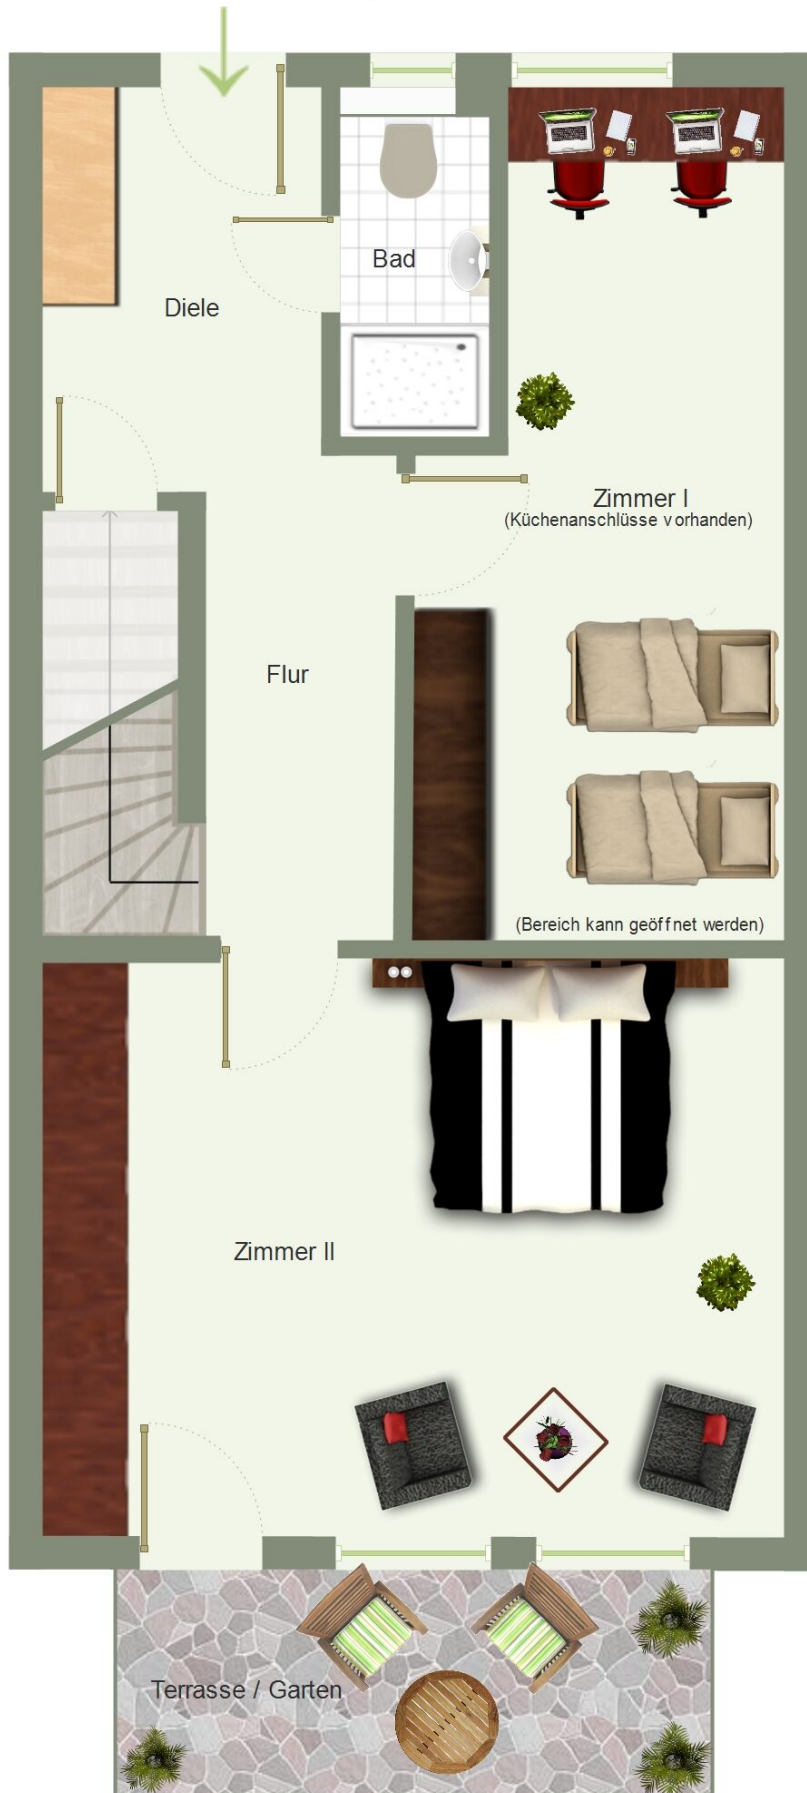 Bad
Diele
Zimmer I
(Küchenanschlüsse vorhanden)
Flur
(Bereich kann geöffnet werden)
Zimmer II
Terrasse / Garten